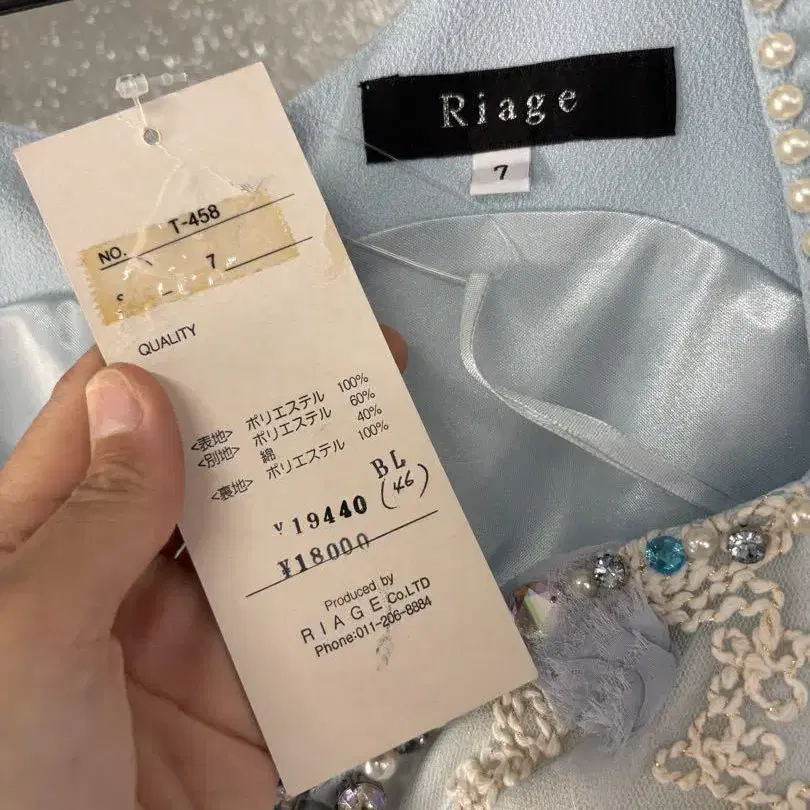 Riage
7
NO. T-458
7
QUALITY
<表地> ポリエステル 100%
<別地> ポリエステル 60%
綿 40%
<裏地> ポリエステル 100%
BL
(46)
¥19440
¥18000
Produced by
RIAGE Co.LTD
Phone:011-206-8884